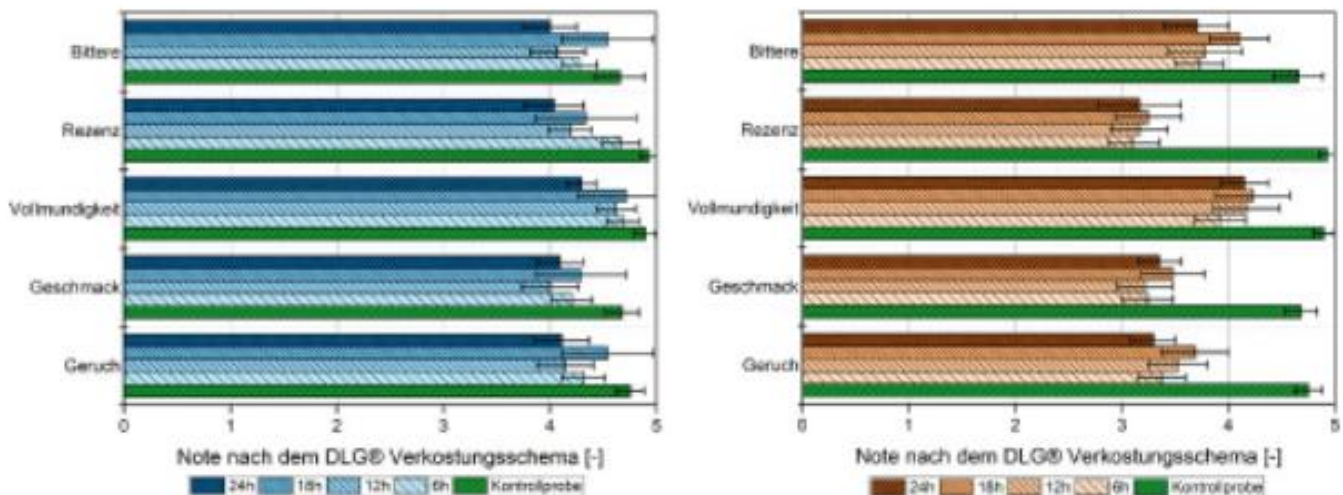 Bittere
Rezenz
Vollmundigkeit
Geschmack
Geruch
0 1 2 3 4 5
Note nach dem DLG® Verkostungsschema [-]
24h 18h 12h 6h Kontrollprobe
Bittere
Rezenz
Vollmundigkeit
Geschmack
Geruch
0 1 2 3 4 5
Note nach dem DLG® Verkostungsschema [-]
24h 18h 12h 6h Kontrollprobe